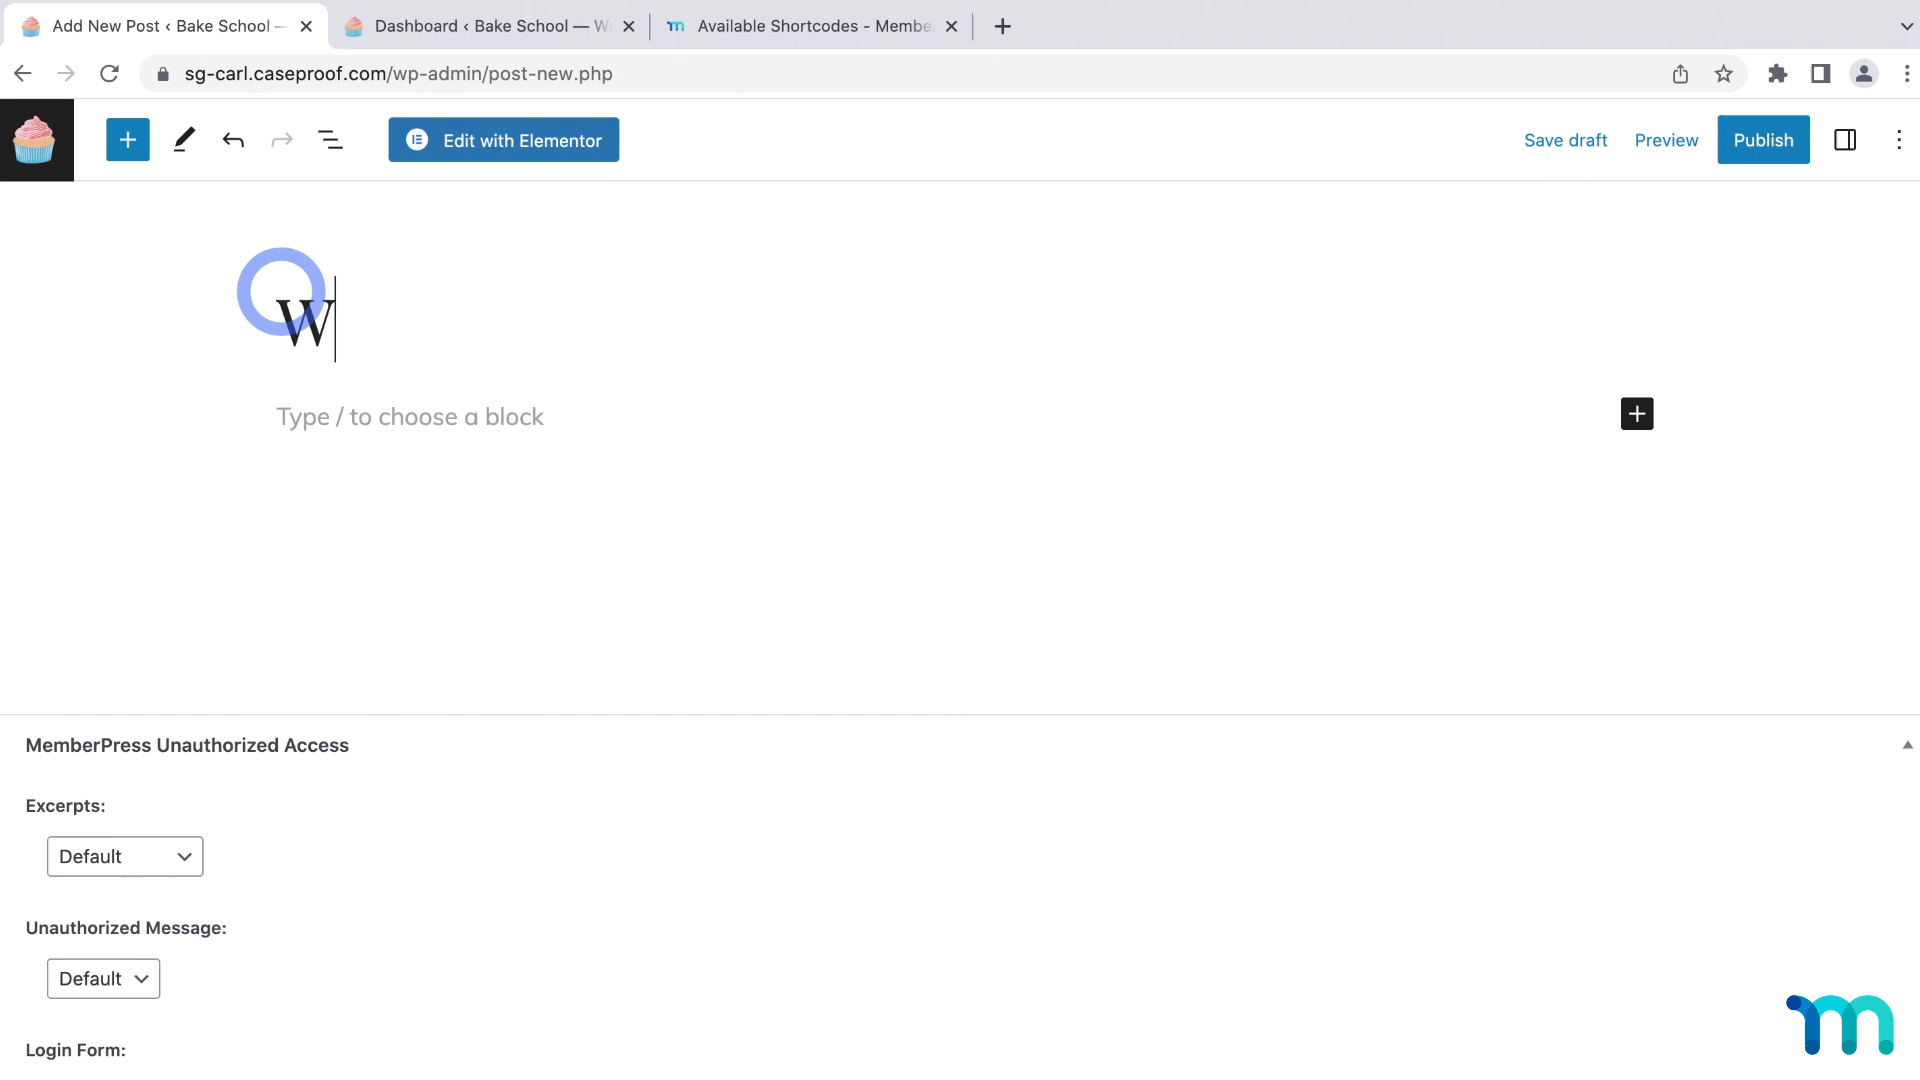 Add New Post ‹ Bake School —
Dashboard ‹ Bake School — W
Available Shortcodes - Membe
sg-carl.caseproof.com/wp-admin/post-new.php
Edit with Elementor
Save draft
Preview
Publish
W
Type / to choose a block
MemberPress Unauthorized Access
Excerpts:
Default
Unauthorized Message:
Default
Login Form: